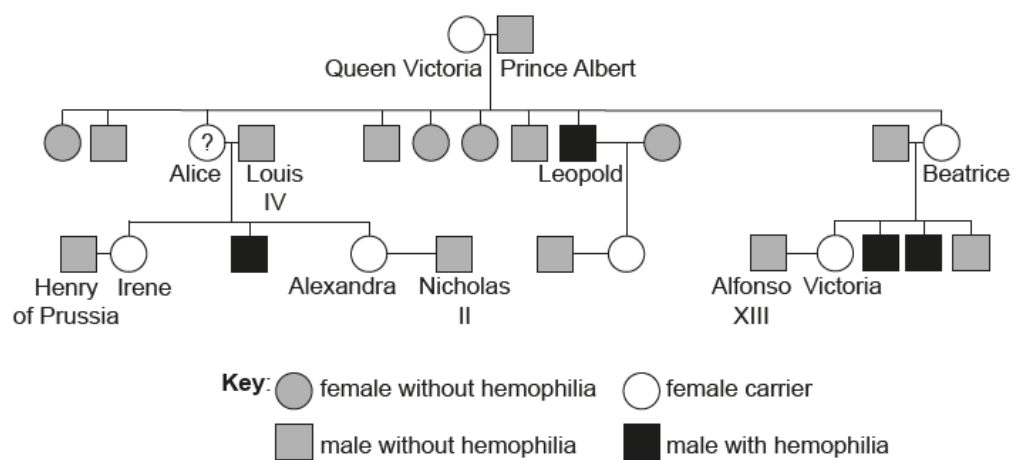 Queen Victoria Prince Albert
?
Alice Louis IV Leopold Beatrice
Henry of Prussia Irene Alexandra Nicholas II Alfonso XIII Victoria
Key:
female without hemophilia female carrier
male without hemophilia male with hemophilia